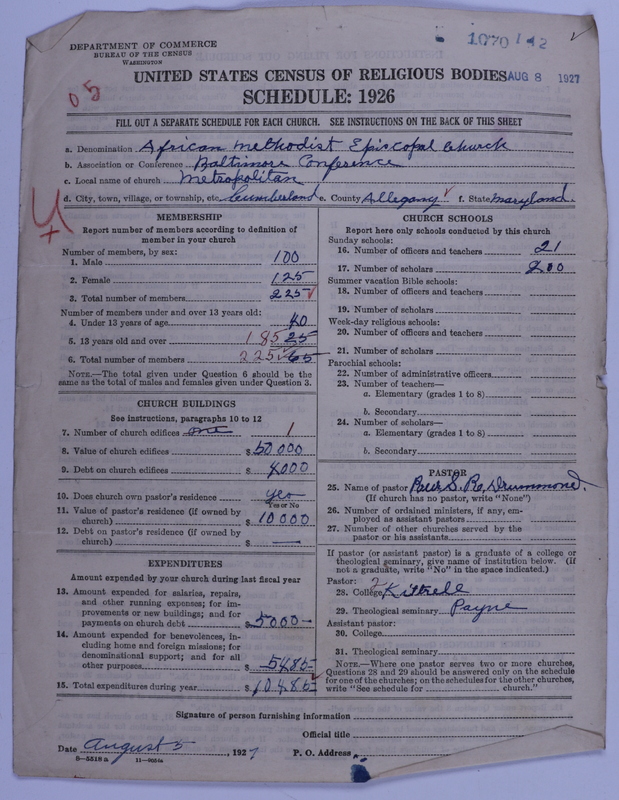 1070 1 42
DEPARTMENT OF COMMERCE
BUREAU OF THE CENSUS
WASHINGTON
05
UNITED STATES CENSUS OF RELIGIOUS BODIES
AUG 8 1927
SCHEDULE: 1926
FILL OUT A SEPARATE SCHEDULE FOR EACH CHURCH. SEE INSTRUCTIONS ON THE BACK OF THIS SHEET
a. Denomination African Methodist Episcopal Church
b. Association or Conference Baltimore Conference
c. Local name of church Metropolitan
d. City, town, village, or township, etc. Cumberland e. County Allegany f. State Maryland.
MEMBERSHIP
Report number of members according to definition of
member in your church
Number of members, by sex:
1. Male 100
2. Female 125
3. Total number of members 225
Number of members under and over 13 years old:
4. Under 13 years of age 40
5. 13 years old and over 185 25
6. Total number of members 225 65
NOTE.—The total given under Question 6 should be
same as the total of males and females given under Question 3.
CHURCH BUILDINGS
See instructions, paragraphs 10 to 12
7. Number of church edifices one 1
8. Value of church edifices $50000
9. Debt on church edifices $ 4000
10. Does church own pastor's residence yes
Yes or No
11. Value of pastor's residence (if owned by
church) $ 10000
12. Debt on pastor's residence (if owned by
church) $ —
EXPENDITURES
Amount expended by your church during last fiscal year
13. Amount expended for salaries, repairs,
and other running expenses; for im-
provements or new buildings; and for
payments on church debt $5000–
14. Amount expended for benevolences, in-
cluding home and foreign missions; for
denominational support; and for all
other purposes $ 5485–
15. Total expenditures during year $10485
CHURCH SCHOOLS
Report here only schools conducted by this church
Sunday schools:
16. Number of officers and teachers 21
17. Number of scholars 200
Summer vacation Bible schools:
18. Number of officers and teachers
19. Number of scholars
Week-day religious schools:
20. Number of officers and teachers
21. Number of scholars
Parochial schools:
22. Number of administrative officers
23. Number of teachers—
a. Elementary (grades 1 to 8)
b. Secondary
24. Number of scholars—
a. Elementary (grades 1 to 8)
b. Secondary
PASTOR
25. Name of pastor Drummond.
(If church has no pastor, write "None")
26. Number of ordained ministers, if any, em-
ployed as assistant pastors
27. Number of other churches served by the
pastor or his assistants
If pastor (or assistant pastor) is a graduate of a college or
theological seminary, give name of institution below. (If
not a graduate, write "No" in the space indicated.)
Pastor:
28. College Kittrell
29. Theological seminary Payne
Assistant pastor:
30. College
31. Theological seminary
NOTE.—Where one pastor serves two or more churches,
Questions 28 and 29 should be answered only on the schedule
for one of the churches; on the schedules for the other churches,
write "See schedule for church."
Signature of person furnishing information
Official title
Date August 5, 1927 P. O. Address
8—5318 a 11—8054a